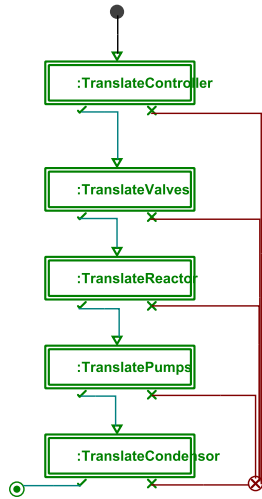 :TranslateController
:TranslateValves
:TranslateReactor
:TranslatePumps
:TranslateCondensor